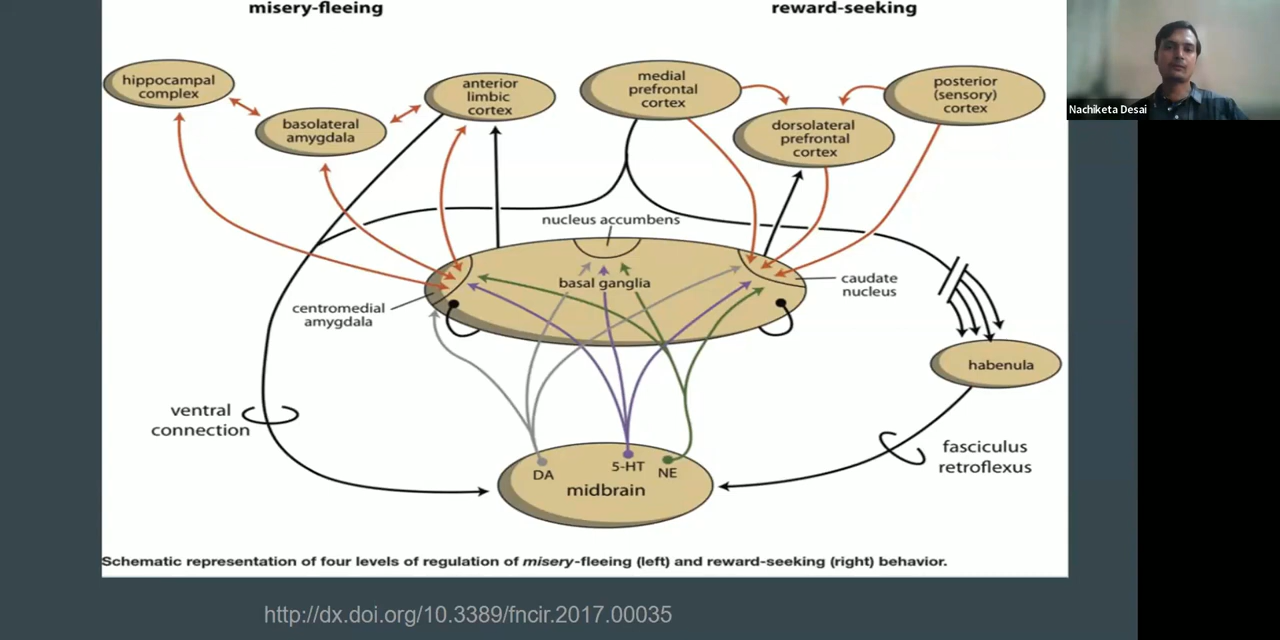 misery-fleeing
reward-seeking
hippocampal
complex
basolateral
amygdala
anterior
limbic
cortex
medial
prefrontal
cortex
dorsolateral
prefrontal
cortex
posterior
(sensory)
cortex
Nachiketa Desai
nucleus accumbens
basal ganglia
centromedial
amygdala
caudate
nucleus
habenula
ventral
connection
fasciculus
retroflexus
DA
5-HT
NE
midbrain
Schematic representation of four levels of regulation of misery-fleeing (left) and reward-seeking (right) behavior.
http://dx.doi.org/10.3389/fncir.2017.00035